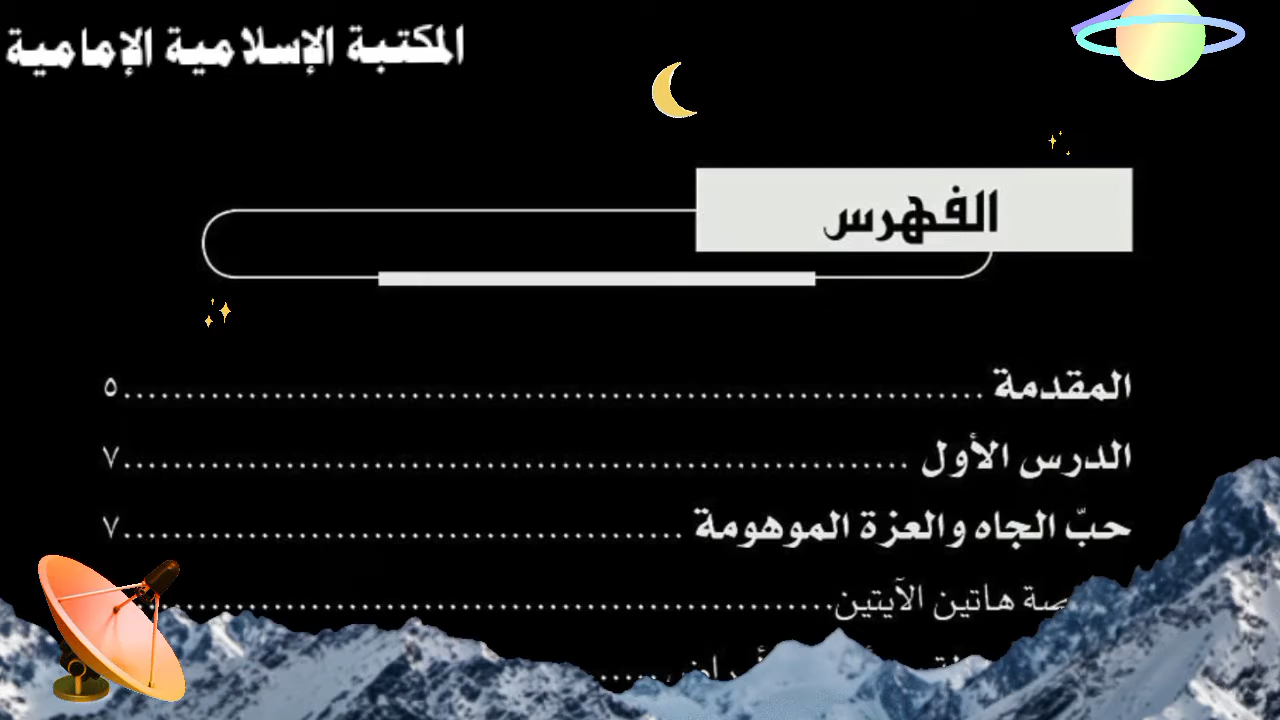 المكتبة الإسلامية الإمامية
الفهرس
المقدمة ................................ ٥
الدرس الأول ................................ ٧
حبّ الجاه والعزة الموهومة ................................ ٧
هاتين الآيتين ................................